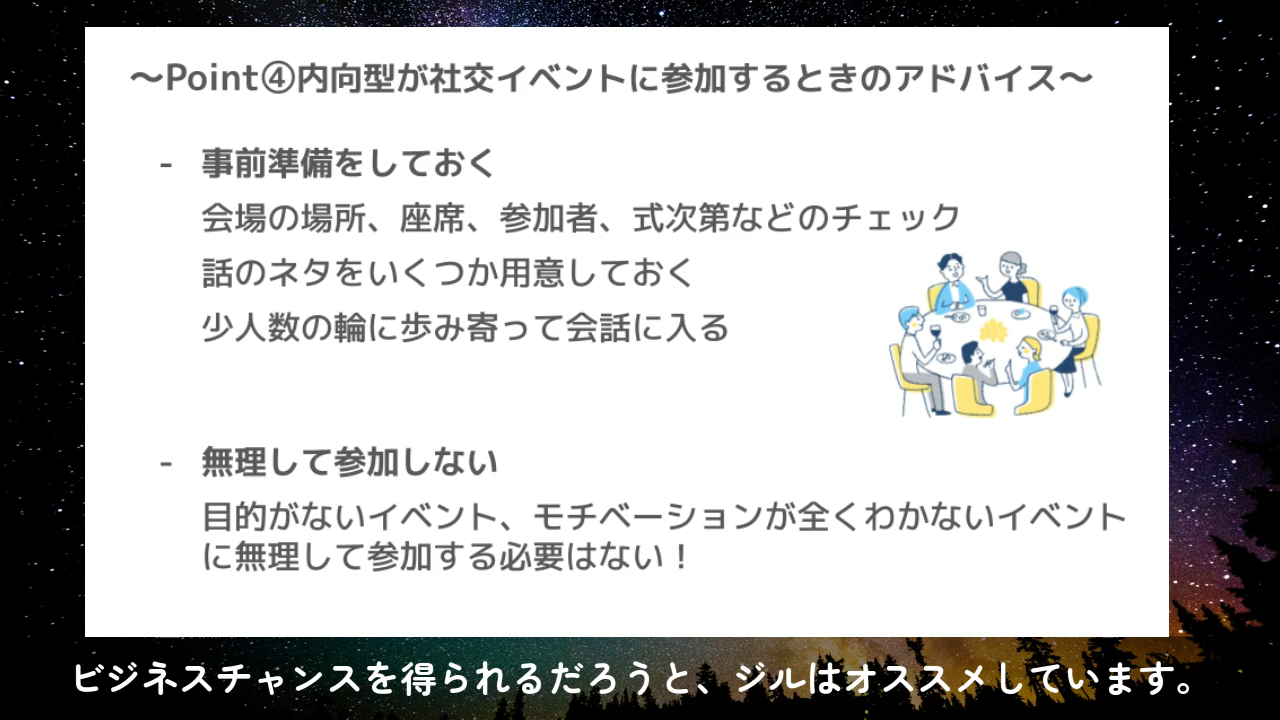 ～Point④内向型が社交イベントに参加するときのアドバイス～
- 事前準備をしておく
会場の場所、座席、参加者、式次第などのチェック
話のネタをいくつか用意しておく
少人数の輪に歩み寄って会話に入る
- 無理して参加しない
目的がないイベント、モチベーションが全くわかないイベント
に無理して参加する必要はない！
ビジネスチャンスを得られるだろうと、ジルはオススメしています。